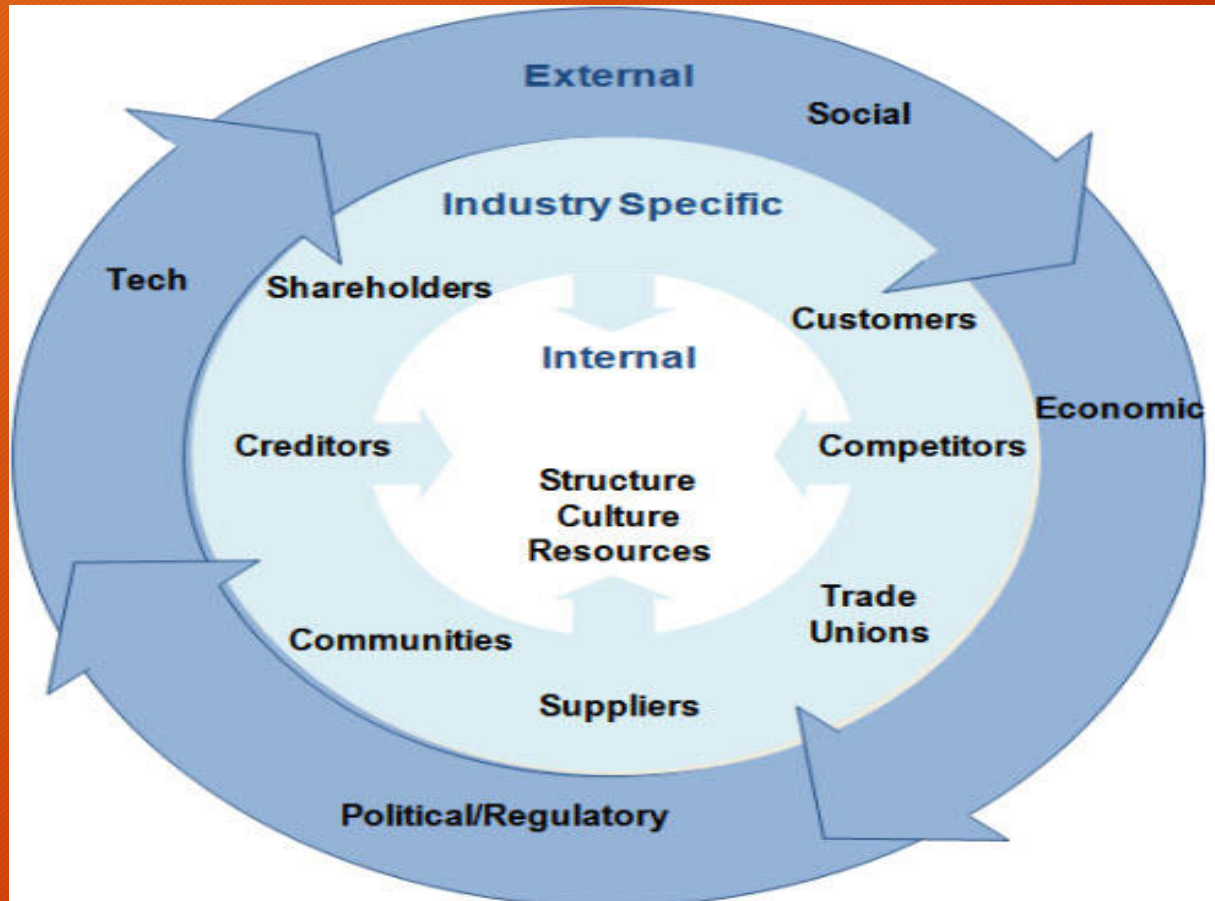 External
Social
Industry Specific
Tech
Shareholders
Customers
Internal
Economic
Creditors
Competitors
Structure
Culture
Resources
Trade
Unions
Communities
Suppliers
Political/Regulatory